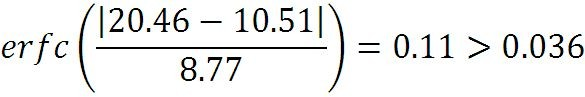 erfc(|20.46 − 10.51| / 8.77) = 0.11 > 0.036